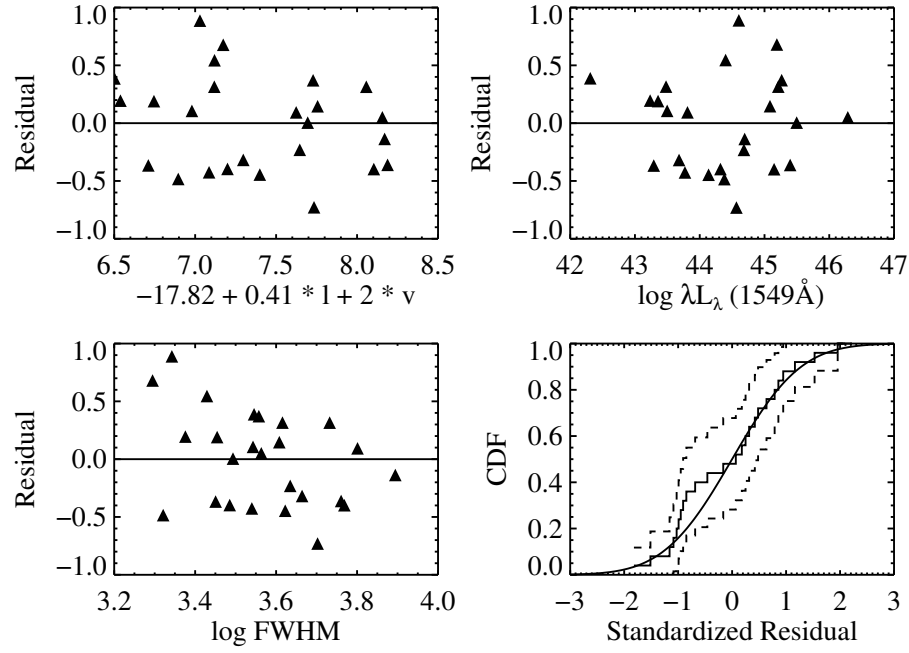 1.0
0.5
0.0
−0.5
−1.0
Residual
6.5 7.0 7.5 8.0 8.5
−17.82 + 0.41 * l + 2 * v
1.0
0.5
0.0
−0.5
−1.0
Residual
42 43 44 45 46 47
log λLλ (1549Å)
1.0
0.5
0.0
−0.5
−1.0
Residual
3.2 3.4 3.6 3.8 4.0
log FWHM
1.0
0.8
0.6
0.4
0.2
0.0
CDF
−3 −2 −1 0 1 2 3
Standardized Residual